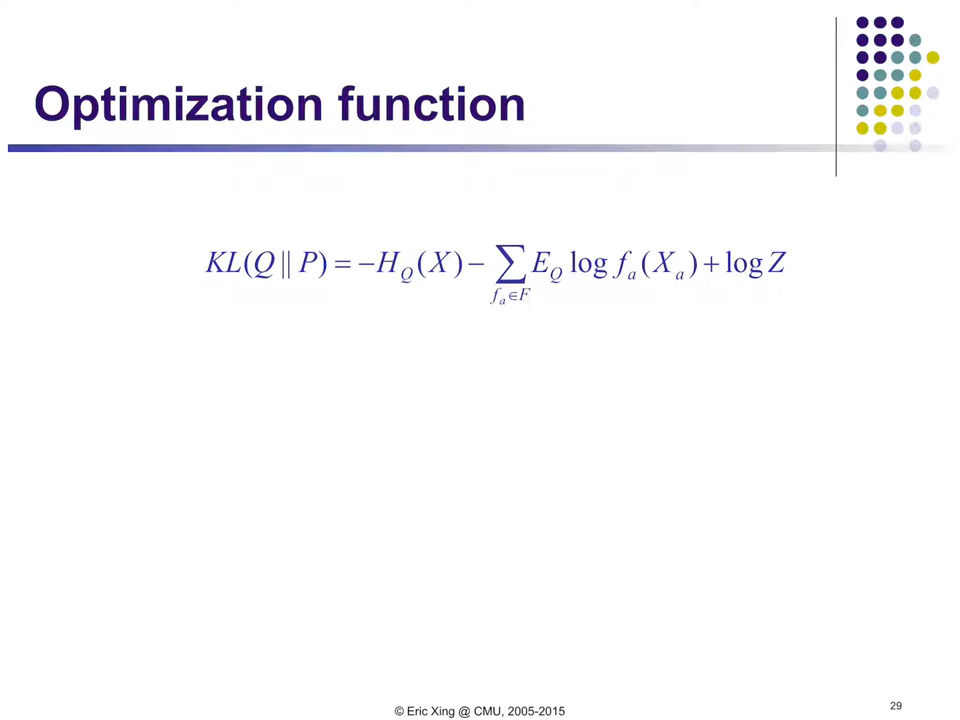 Optimization function
KL(Q || P) = −H_Q(X) − ∑_{f_a∈F} E_Q log f_a(X_a) + log Z
© Eric Xing @ CMU, 2005-2015
29